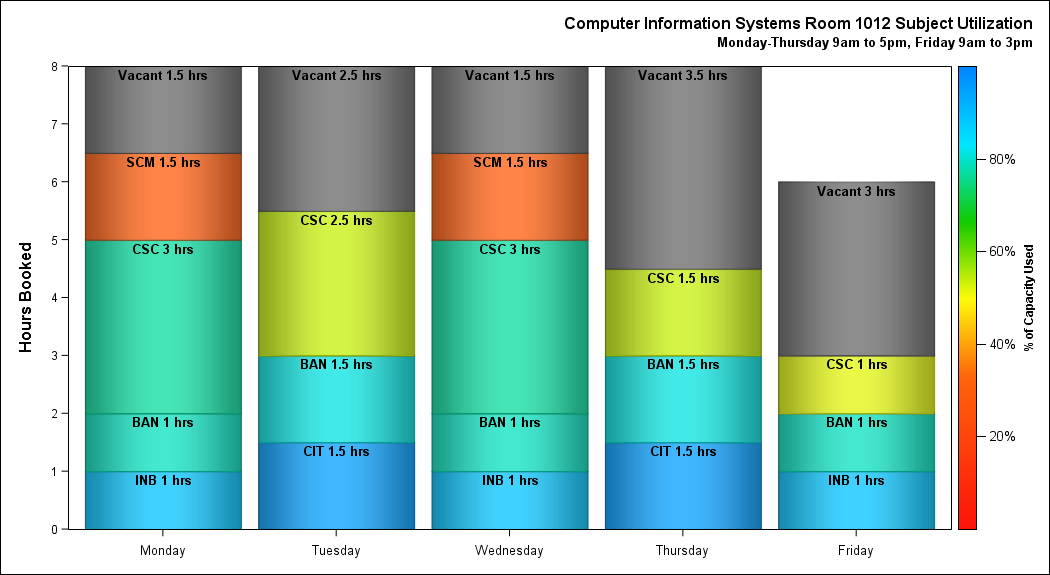 Computer Information Systems Room 1012 Subject Utilization
Monday-Thursday 9am to 5pm, Friday 9am to 3pm
Hours Booked
8
7
6
5
4
3
2
1
0
Vacant 1.5 hrs
SCM 1.5 hrs
CSC 3 hrs
BAN 1 hrs
INB 1 hrs
Monday
Vacant 2.5 hrs
CSC 2.5 hrs
BAN 1.5 hrs
CIT 1.5 hrs
Tuesday
Vacant 1.5 hrs
SCM 1.5 hrs
CSC 3 hrs
BAN 1 hrs
INB 1 hrs
Wednesday
Vacant 3.5 hrs
CSC 1.5 hrs
BAN 1.5 hrs
CIT 1.5 hrs
Thursday
Vacant 3 hrs
CSC 1 hrs
BAN 1 hrs
INB 1 hrs
Friday
80%
60%
40%
20%
% of Capacity Used